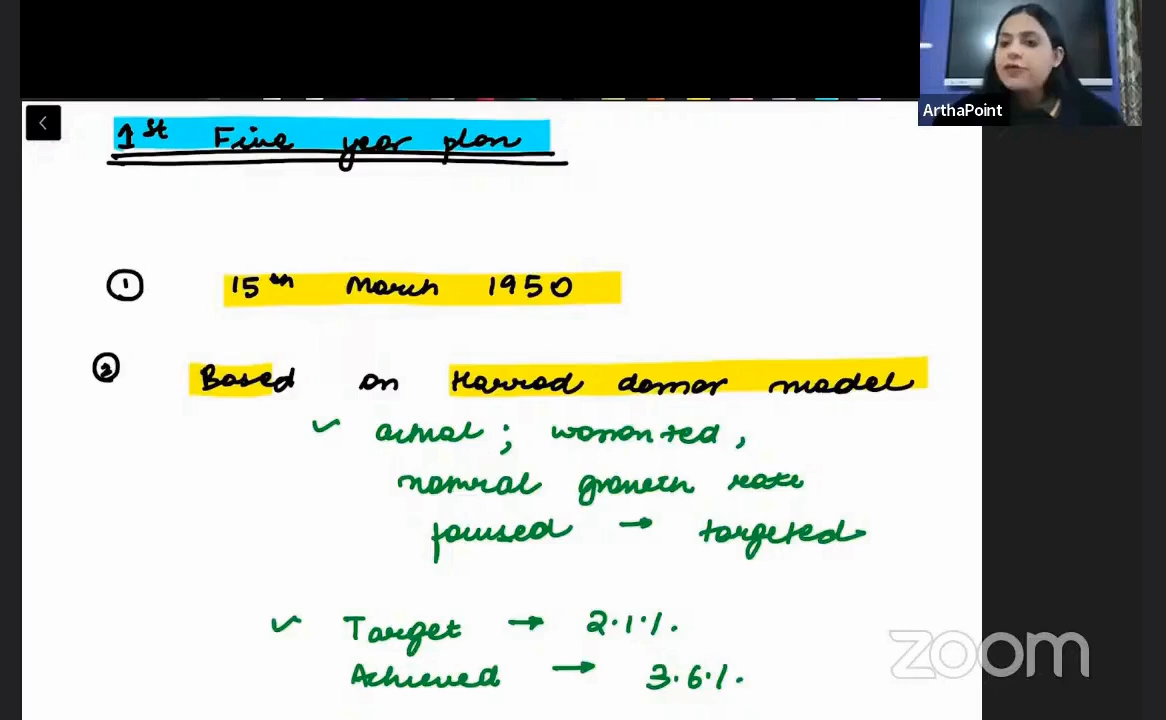 ArthaPoint
1st Five year plan
① 15th March 1950
② Based on Harrod domar model
✓ actual ; warranted,
natural growth rate
focused → targeted
✓ Target → 2.1%.
Achieved → 3.6%.
zoom